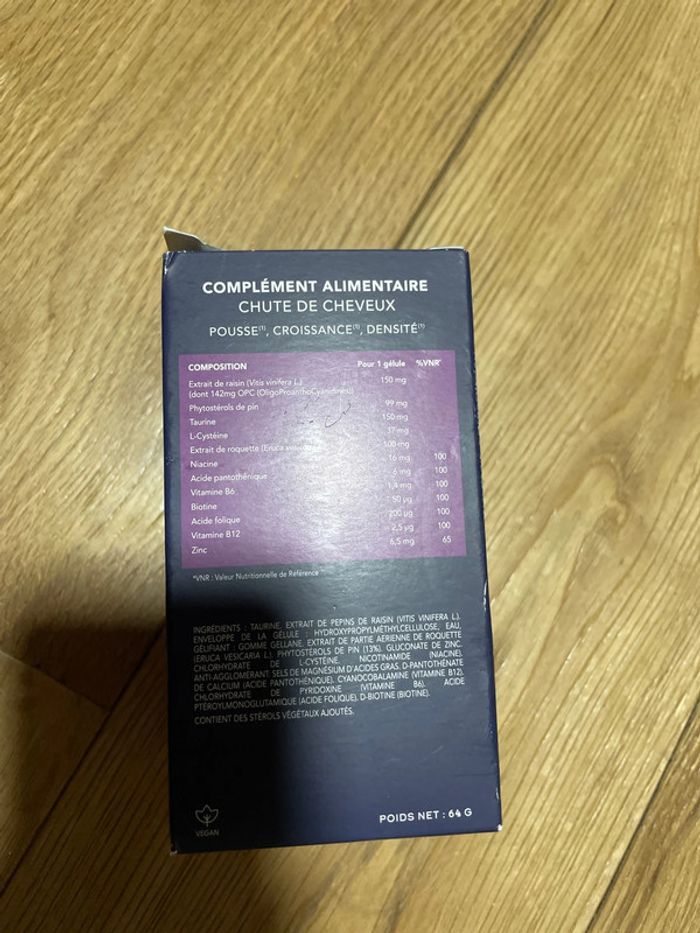 COMPLÉMENT ALIMENTAIRE
CHUTE DE CHEVEUX
POUSSE⁽¹⁾, CROISSANCE⁽¹⁾, DENSITÉ⁽¹⁾
COMPOSITION Pour 1 gélule %VNR*
Extrait de raisin (Vitis vinifera L.) 150 mg
(dont 142mg OPC (OligoProanthoCyanidines))
Phytostérols de pin 99 mg
Taurine 150 mg
L-Cystéine 37 mg
Extrait de roquette (Eruca 100 mg
Niacine 16 mg 100
Acide pantothénique 6 mg 100
Vitamine B6 1,4 mg 100
Biotine 50 µg 100
Acide folique 200 µg 100
Vitamine B12 2,5 µg 100
Zinc 6,5 mg 65
*VNR : Valeur Nutritionnelle de Référence
INGRÉDIENTS : TAURINE, EXTRAIT DE PEPINS DE RAISIN (VITIS VINIFERA L.),
ENVELOPPE DE LA GÉLULE : HYDROXYPROPYLMÉTHYLCELLULOSE, EAU,
GÉLIFIANT : GOMME GELLANE, EXTRAIT DE PARTIE AERIENNE DE ROQUETTE
(ERUCA VESICARIA L.), PHYTOSTÉROLS DE PIN (13%), GLUCONATE DE ZINC,
CHLORHYDRATE DE L-CYSTÉINE, NICOTINAMIDE (NIACINE),
ANTI-AGGLOMÉRANT: SELS DE MAGNÉSIUM D'ACIDES GRAS, D-PANTOTHÉNATE
DE CALCIUM (ACIDE PANTOTHÉNIQUE), CYANOCOBALAMINE (VITAMINE B12),
CHLORHYDRATE DE PYRIDOXINE (VITAMINE B6), ACIDE
PTÉROYLMONOGLUTAMIQUE (ACIDE FOLIQUE), D-BIOTINE (BIOTINE).
CONTIENT DES STÉROLS VÉGÉTAUX AJOUTÉS.
VEGAN
POIDS NET : 64 G